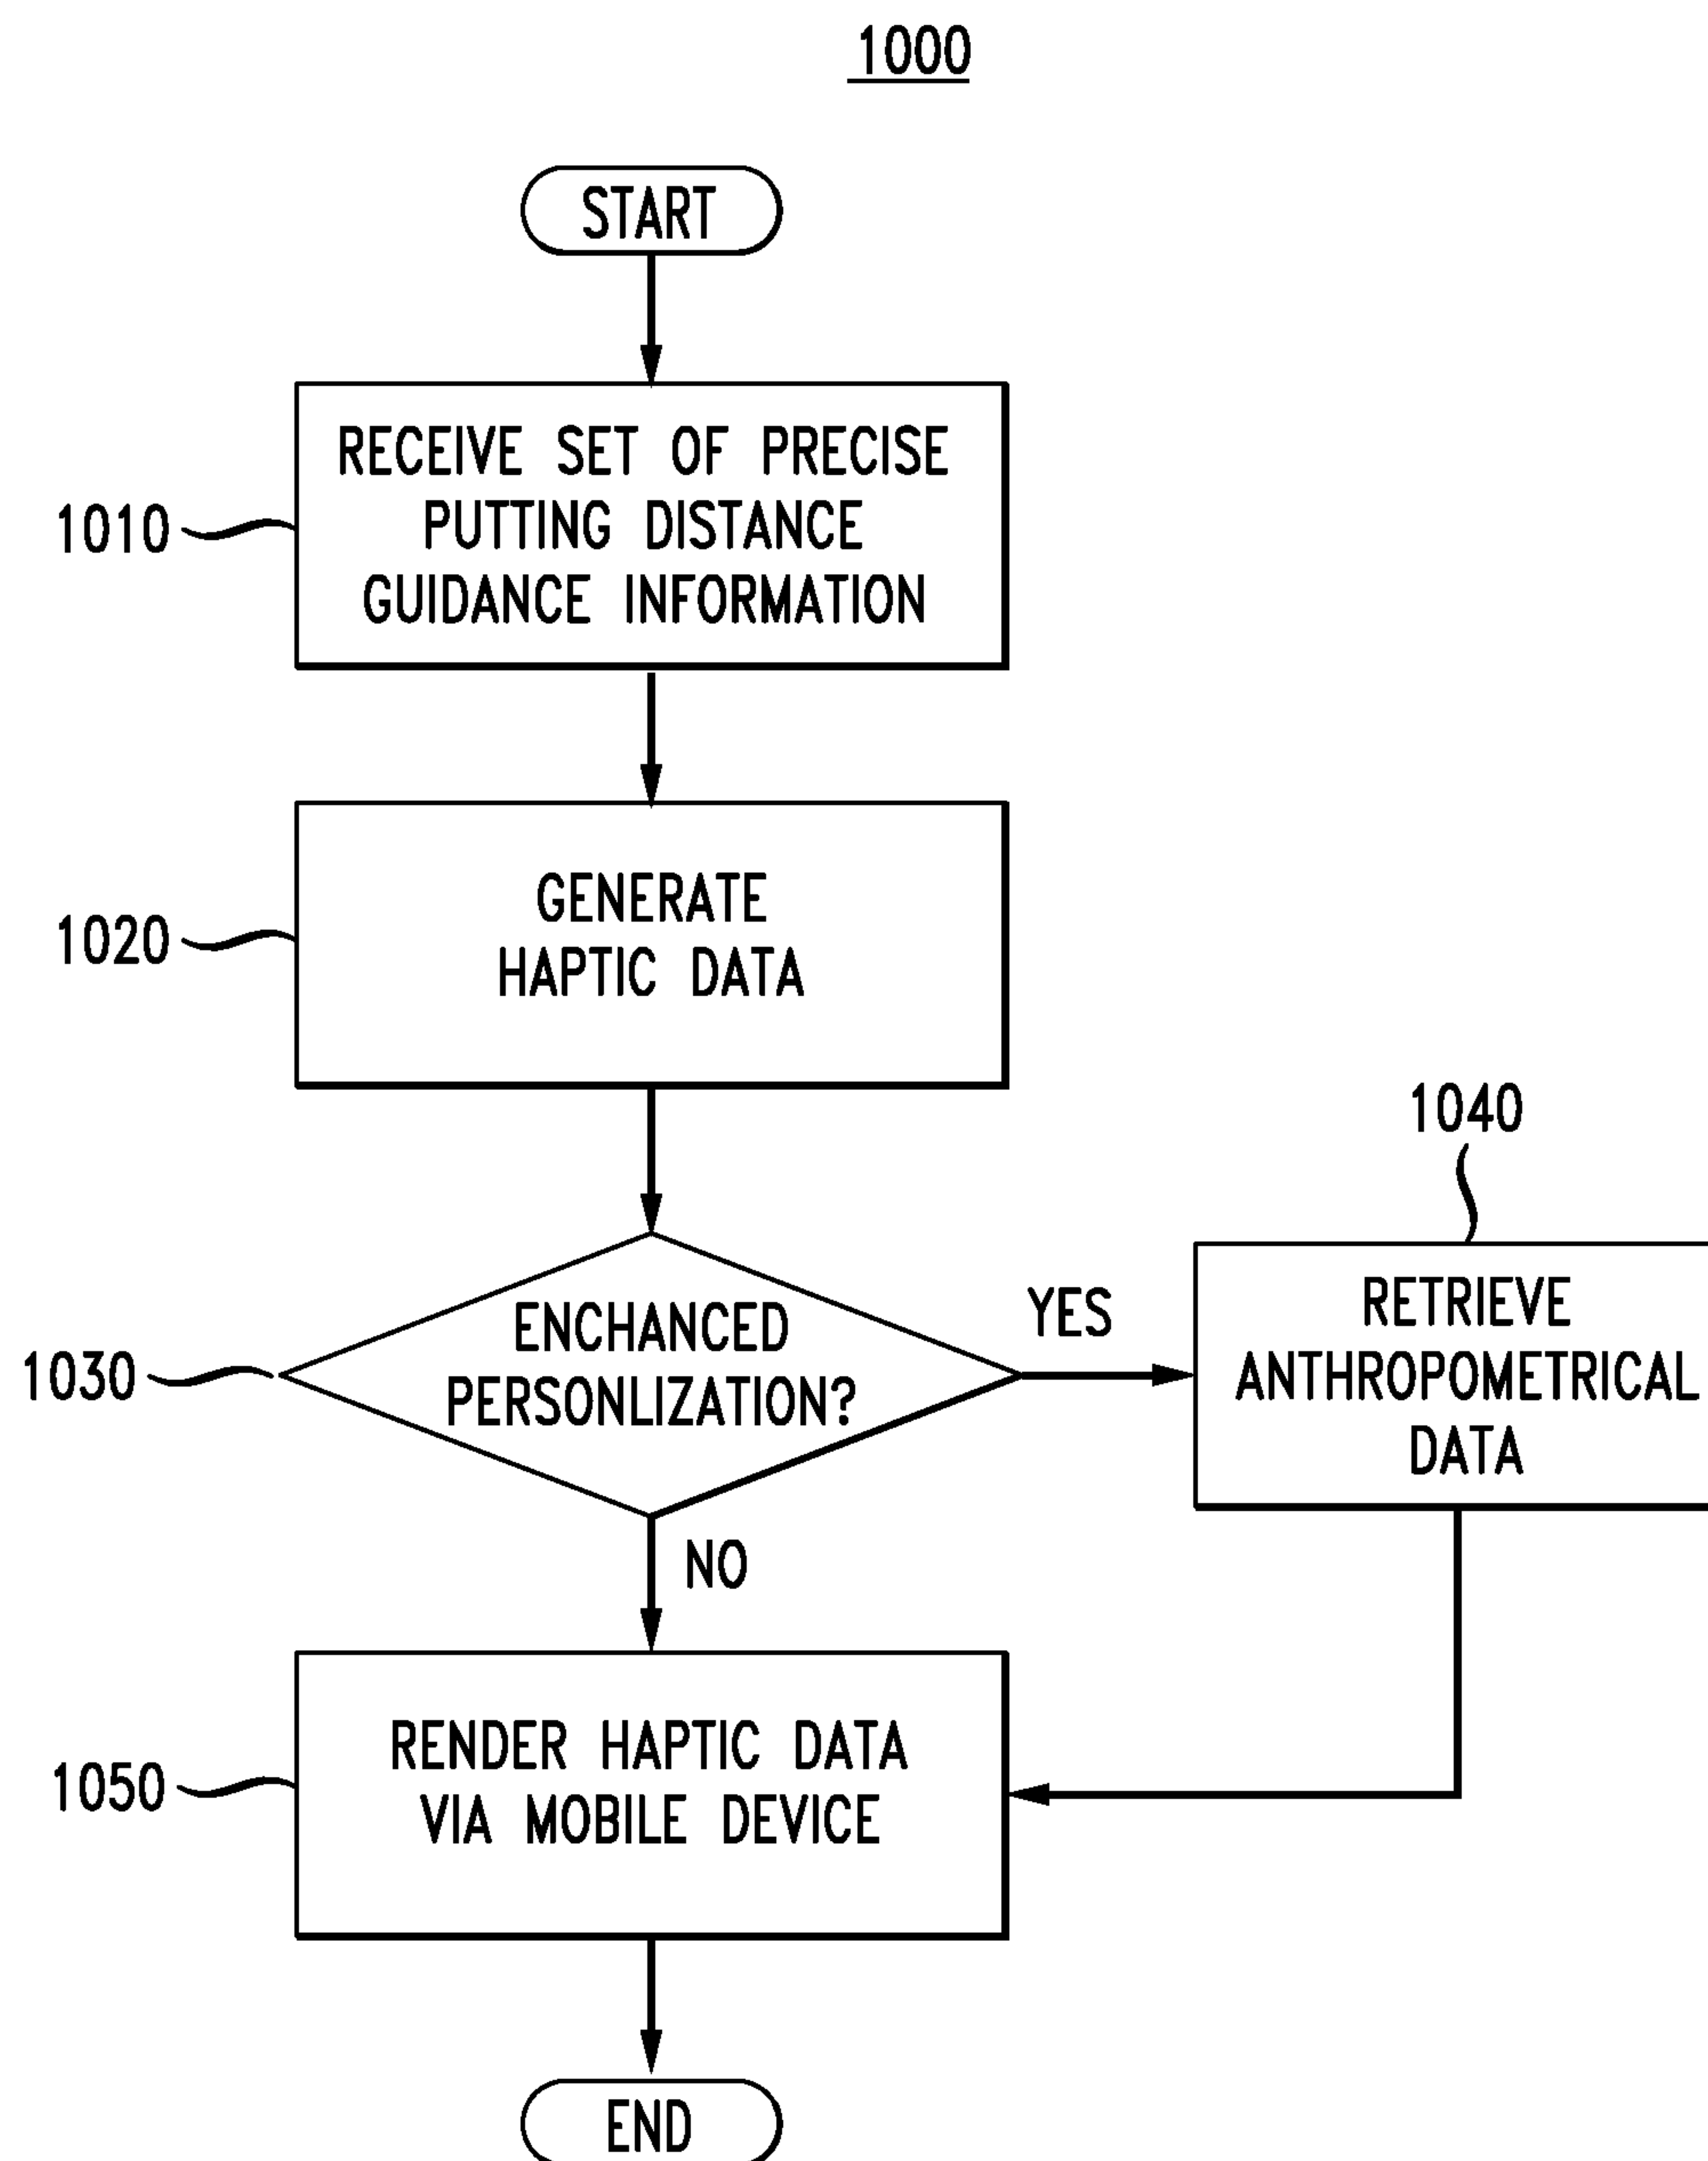 1000
START
1010
RECEIVE SET OF PRECISE
PUTTING DISTANCE
GUIDANCE INFORMATION
1020
GENERATE
HAPTIC DATA
1030
ENCHANCED
PERSONLIZATION?
YES
1040
RETRIEVE
ANTHROPOMETRICAL
DATA
NO
1050
RENDER HAPTIC DATA
VIA MOBILE DEVICE
END